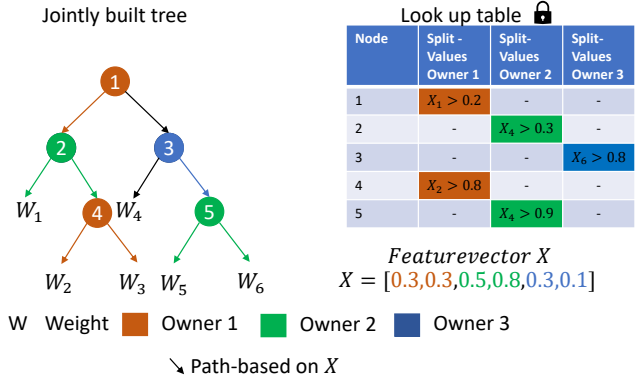 Jointly built tree
Look up table
1
2
3
W₁
4
W₄
5
W₂
W₃
W₅
W₆
Node Split - Values Owner 1 Split- Values Owner 2 Split- Values Owner 3
1 X₁ > 0.2 - -
2 - X₄ > 0.3 -
3 - - X₆ > 0.8
4 X₂ > 0.8 - -
5 - X₄ > 0.9 -
Featurevector X
X = [0.3,0.3,0.5,0.8,0.3,0.1]
W Weight Owner 1 Owner 2 Owner 3
Path-based on X